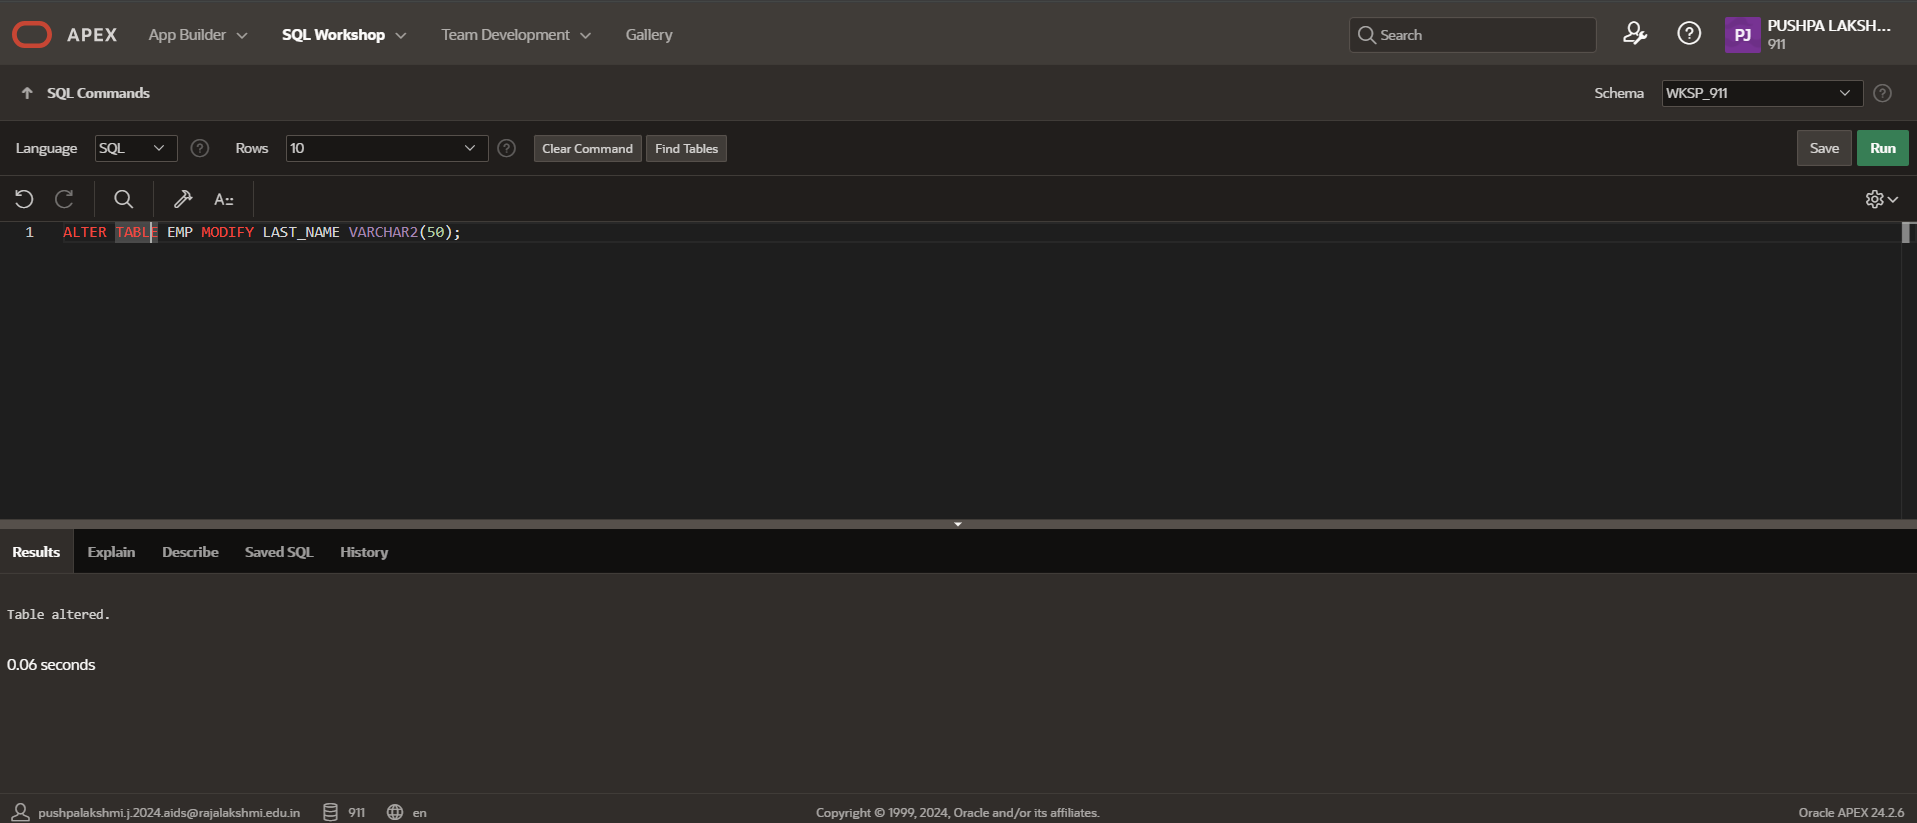 APEX App Builder SQL Workshop Team Development Gallery Search PJ PUSHPA LAKSH...
911
SQL Commands Schema WKSP_911
Language SQL Rows 10 Clear Command Find Tables Save Run
A::
1 ALTER TABLE EMP MODIFY LAST_NAME VARCHAR2(50);
Results Explain Describe Saved SQL History
Table altered.
0.06 seconds
pushpalakshmi.j.2024.aids@rajalakshmi.edu.in 911 en Copyright © 1999, 2024, Oracle and/or its affiliates. Oracle APEX 24.2.6